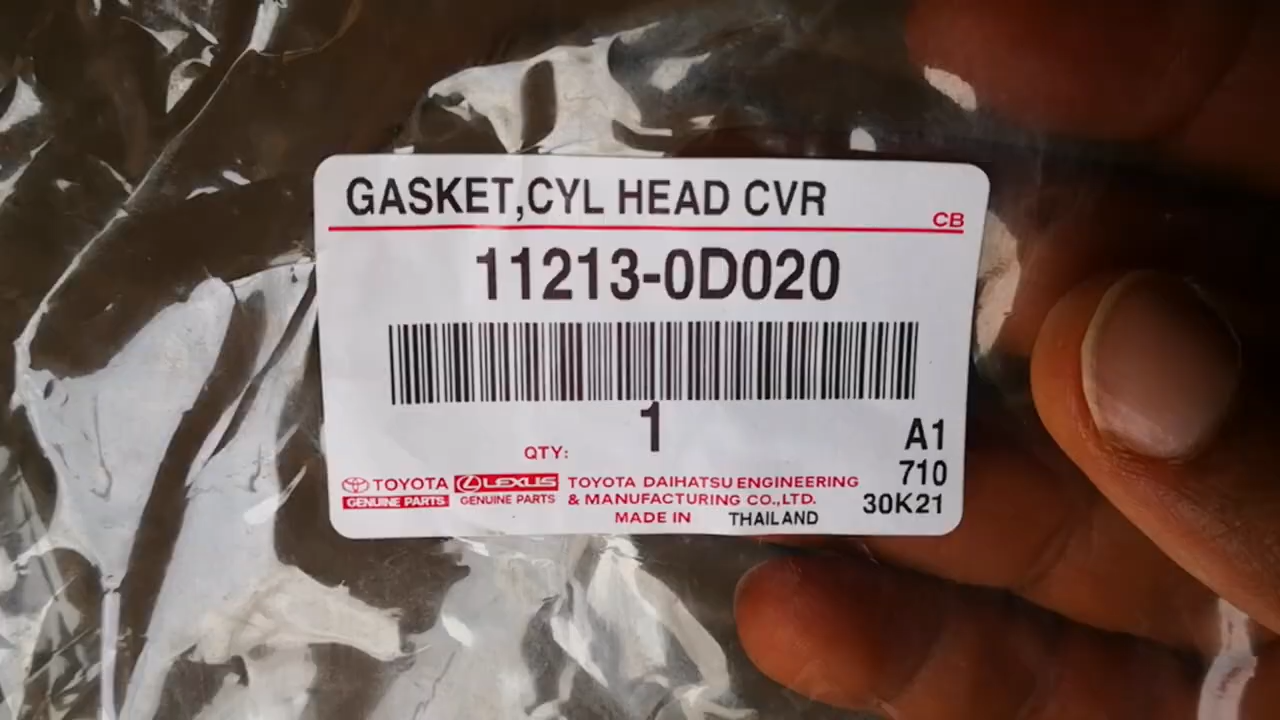 GASKET,CYL HEAD CVR
CB
11213-0D020
1
QTY:
A1
710
30K21
TOYOTA
GENUINE PARTS
LEXUS
GENUINE PARTS
TOYOTA DAIHATSU ENGINEERING
& MANUFACTURING CO.,LTD.
MADE IN THAILAND